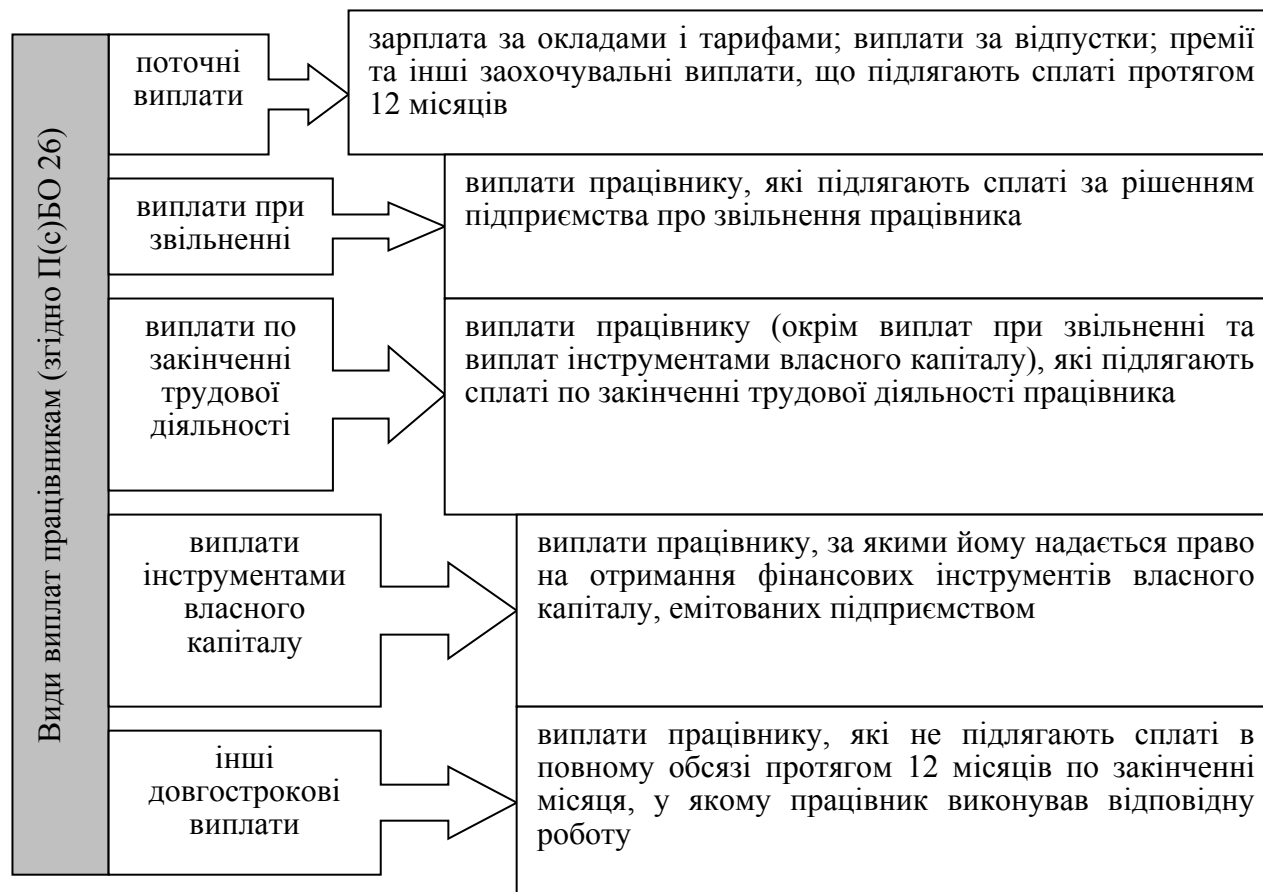 Види виплат працівникам (згідно П(с)БО 26)
поточні
виплати
зарплата за окладами і тарифами; виплати за відпустки; премії
та інші заохочувальні виплати, що підлягають сплаті протягом
12 місяців
виплати при
звільненні
виплати працівнику, які підлягають сплаті за рішенням
підприємства про звільнення працівника
виплати по
закінченні
трудової
діяльності
виплати працівнику (окрім виплат при звільненні та
виплат інструментами власного капіталу), які підлягають
сплаті по закінченні трудової діяльності працівника
виплати
інструментами
власного
капіталу
виплати працівнику, за якими йому надається право
на отримання фінансових інструментів власного
капіталу, емітованих підприємством
інші
довгострокові
виплати
виплати працівнику, які не підлягають сплаті в
повному обсязі протягом 12 місяців по закінченні
місяця, у якому працівник виконував відповідну
роботу